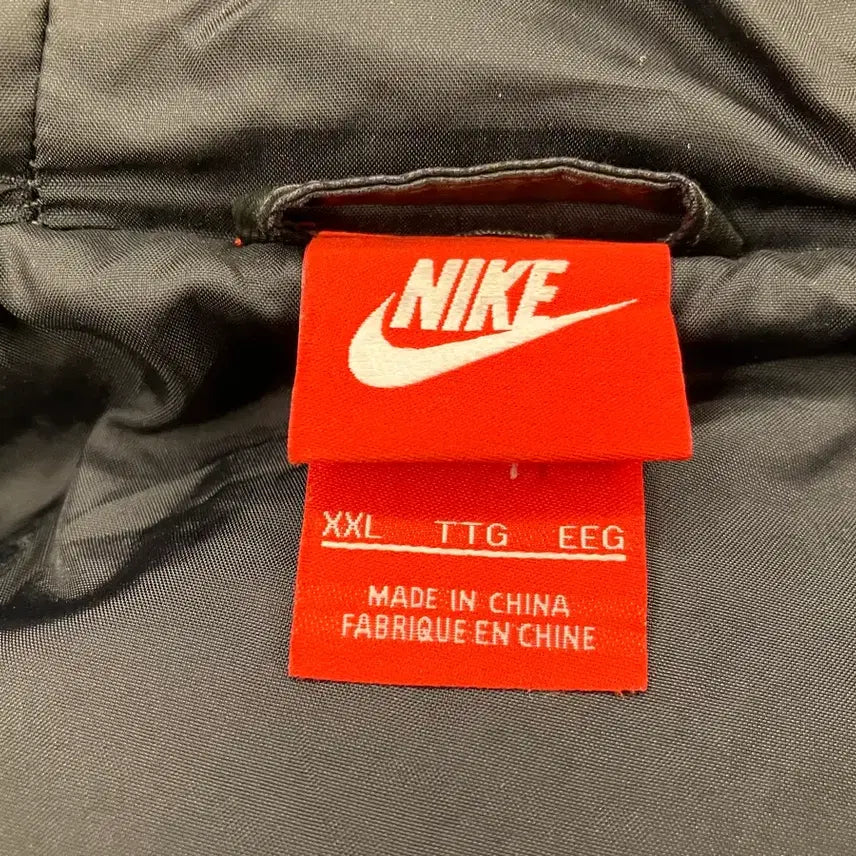 NIKE
XXL TTG EEG
MADE IN CHINA
FABRIQUE EN CHINE